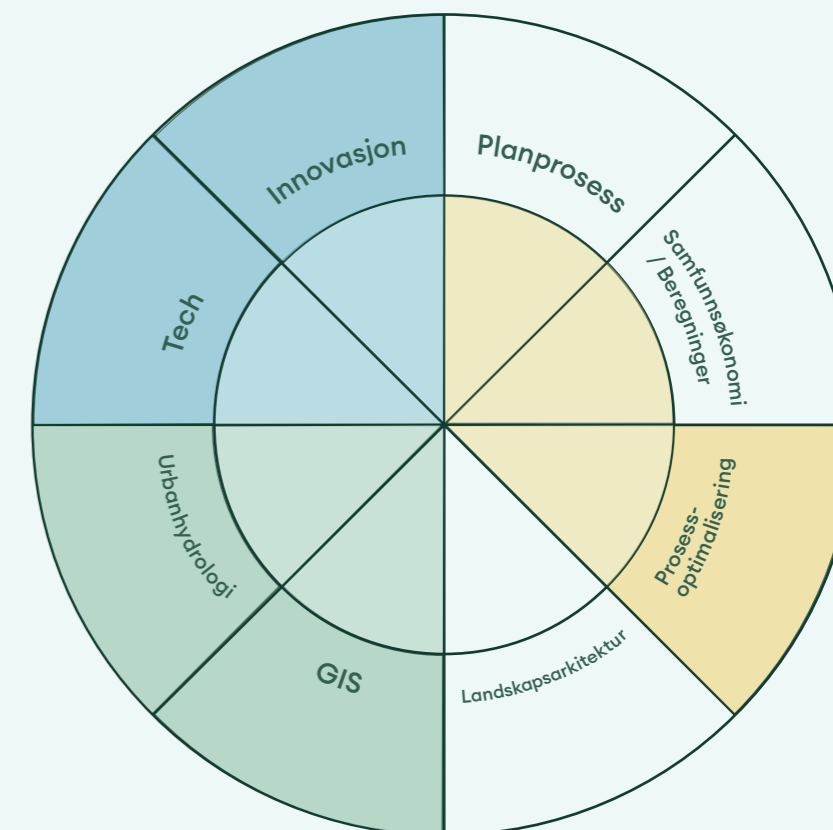 Innovasjon
Planprosess
Samfunnsøkonomi
/ Beregninger
Prosess-
optimalisering
Landskapsarkitektur
GIS
Urbanhydrologi
Tech